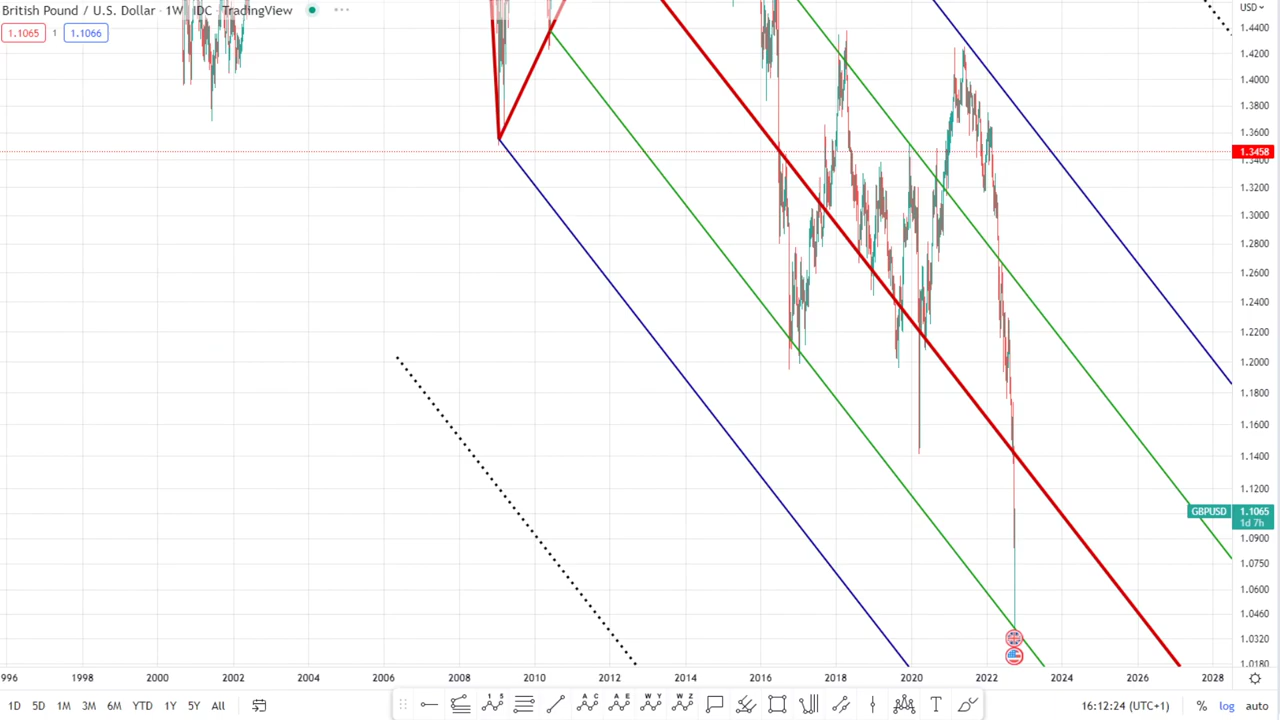 British Pound / U.S. Dollar · 1W · IDC · TradingView
USD
1.1065 1 1.1066
1.4400
1.4200
1.4000
1.3800
1.3600
1.3458
1.3400
1.3200
1.3000
1.2800
1.2600
1.2400
1.2200
1.2000
1.1800
1.1600
1.1400
1.1200
GBPUSD 1.1065
1d 7h
1.0900
1.0750
1.0600
1.0460
1.0320
1.0180
996 1998 2000 2002 2004 2006 2008 2010 2012 2014 2016 2018 2020 2022 2024 2026 2028
1D 5D 1M 3M 6M YTD 1Y 5Y All
1 5
A C
A E
W Y
W Z
T
16:12:24 (UTC+1) % log auto